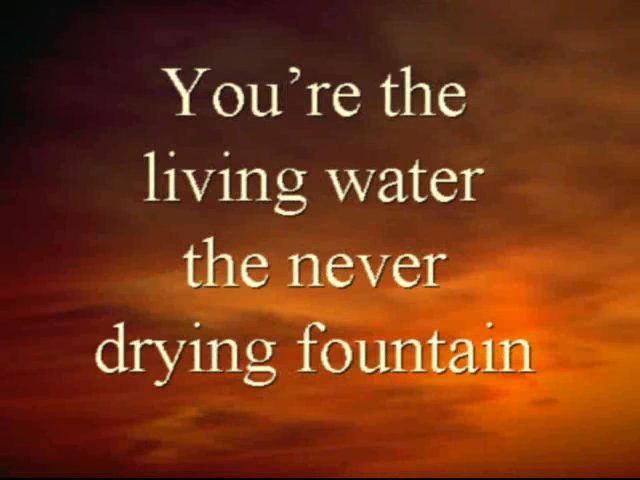 You’re the
living water
the never
drying fountain